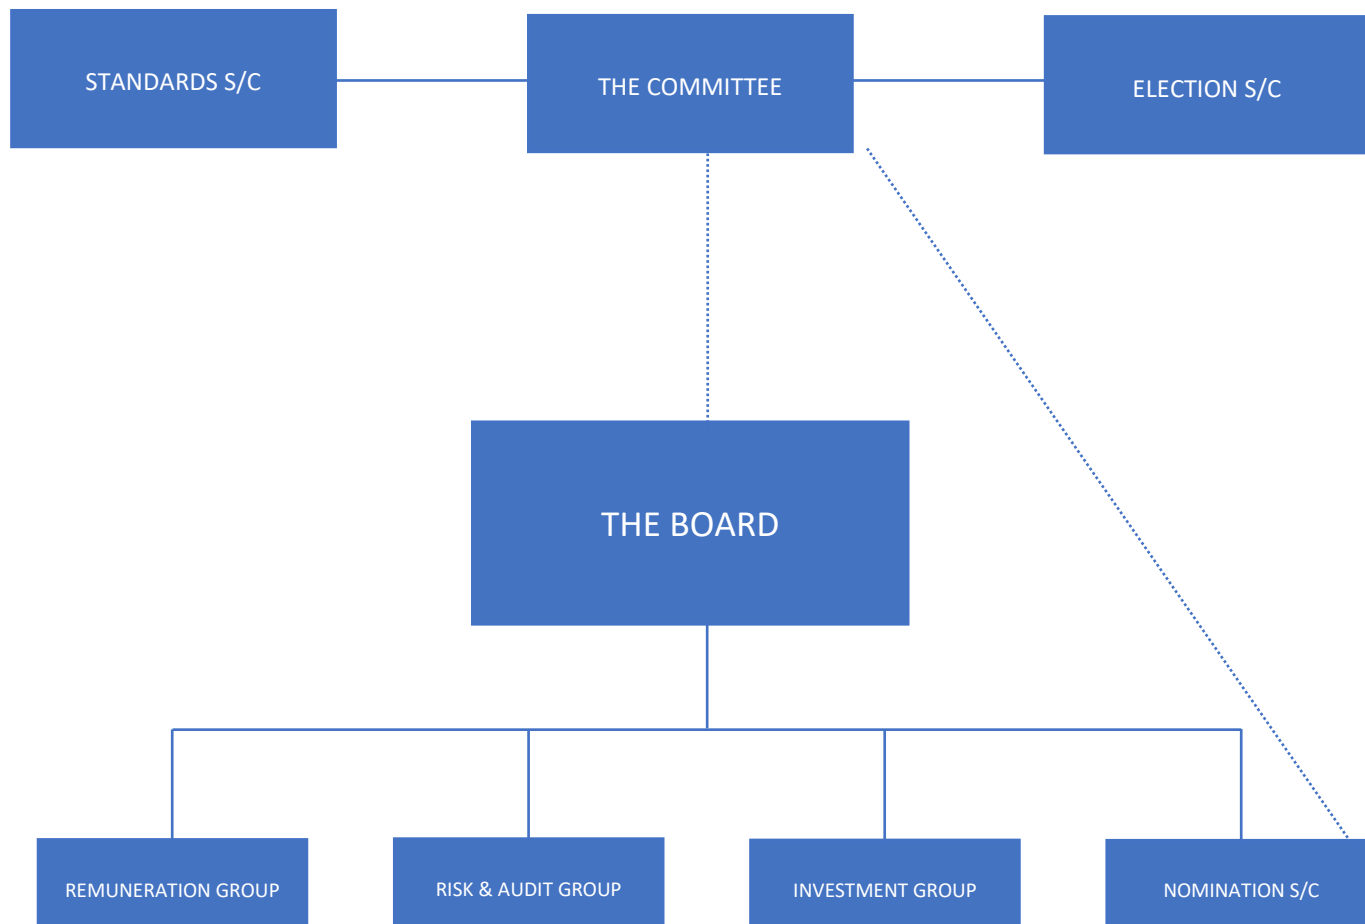 STANDARDS S/C
THE COMMITTEE
ELECTION S/C
THE BOARD
REMUNERATION GROUP
RISK & AUDIT GROUP
INVESTMENT GROUP
NOMINATION S/C